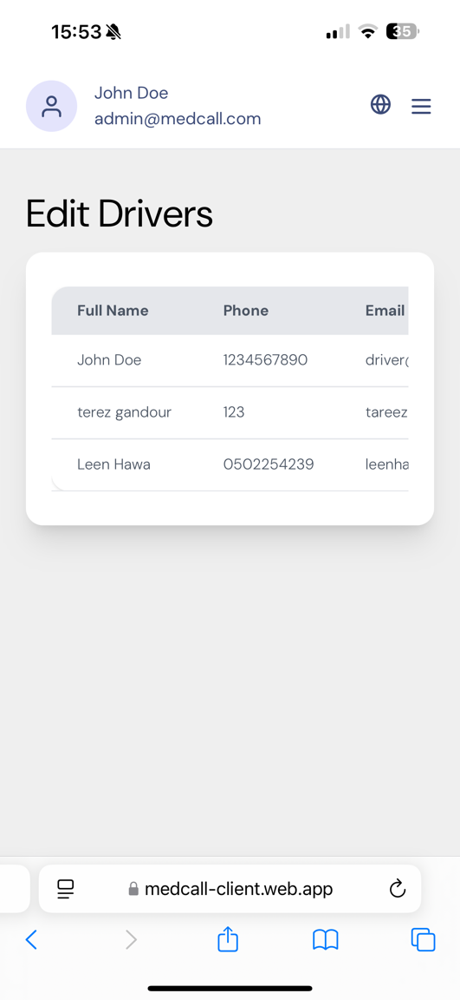 15:53
35
John Doe
admin@medcall.com
Edit Drivers
Full Name Phone Email
John Doe 1234567890 driver(
terez gandour 123 tareez
Leen Hawa 0502254239 leenha
medcall-client.web.app